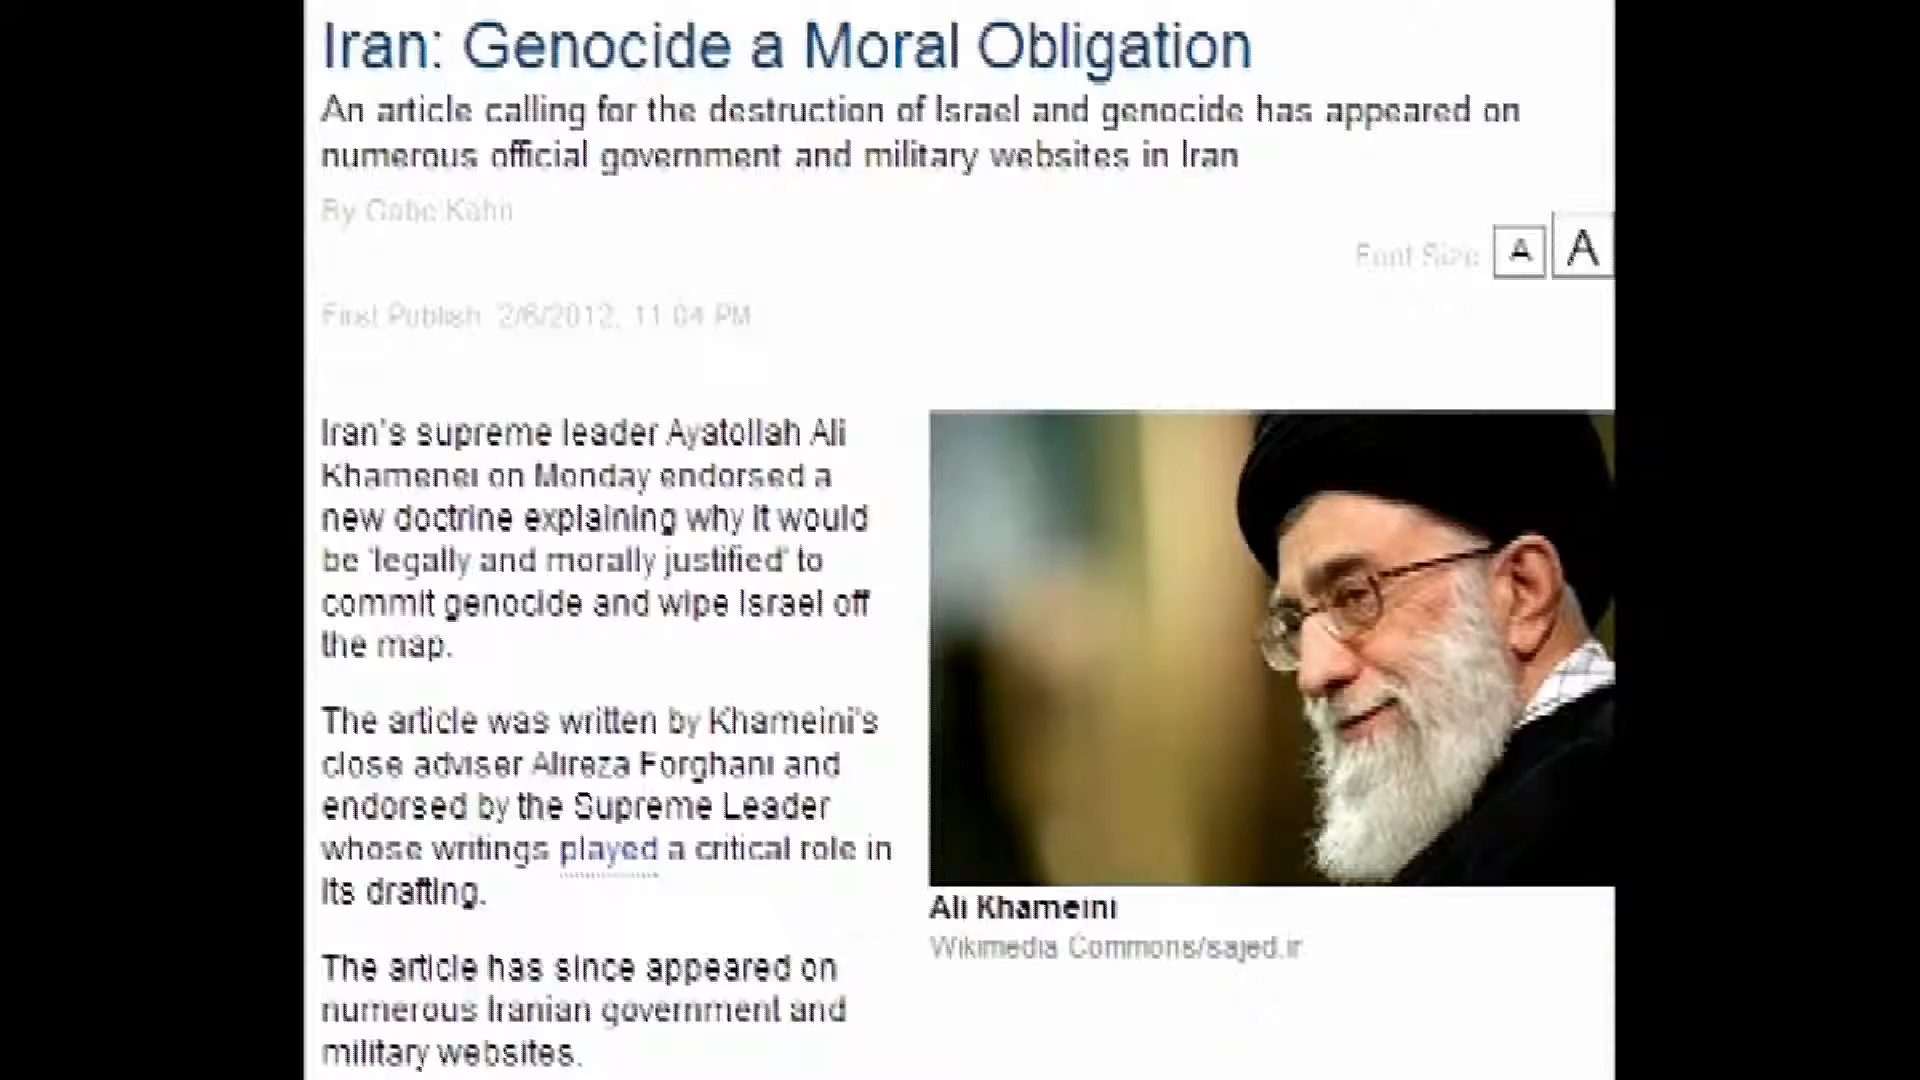 Iran: Genocide a Moral Obligation
An article calling for the destruction of Israel and genocide has appeared on
numerous official government and military websites in Iran
By Gabe Kahn
Font Size A A
First Publish 2/6/2012, 11:04 PM
Iran's supreme leader Ayatollah Ali
Khamenei on Monday endorsed a
new doctrine explaining why it would
be 'legally and morally justified' to
commit genocide and wipe Israel off
the map.
The article was written by Khameini's
close adviser Alireza Forghani and
endorsed by the Supreme Leader
whose writings played a critical role in
its drafting.
Ali Khameini
Wikimedia Commons/sajed.ir
The article has since appeared on
numerous Iranian government and
military websites.